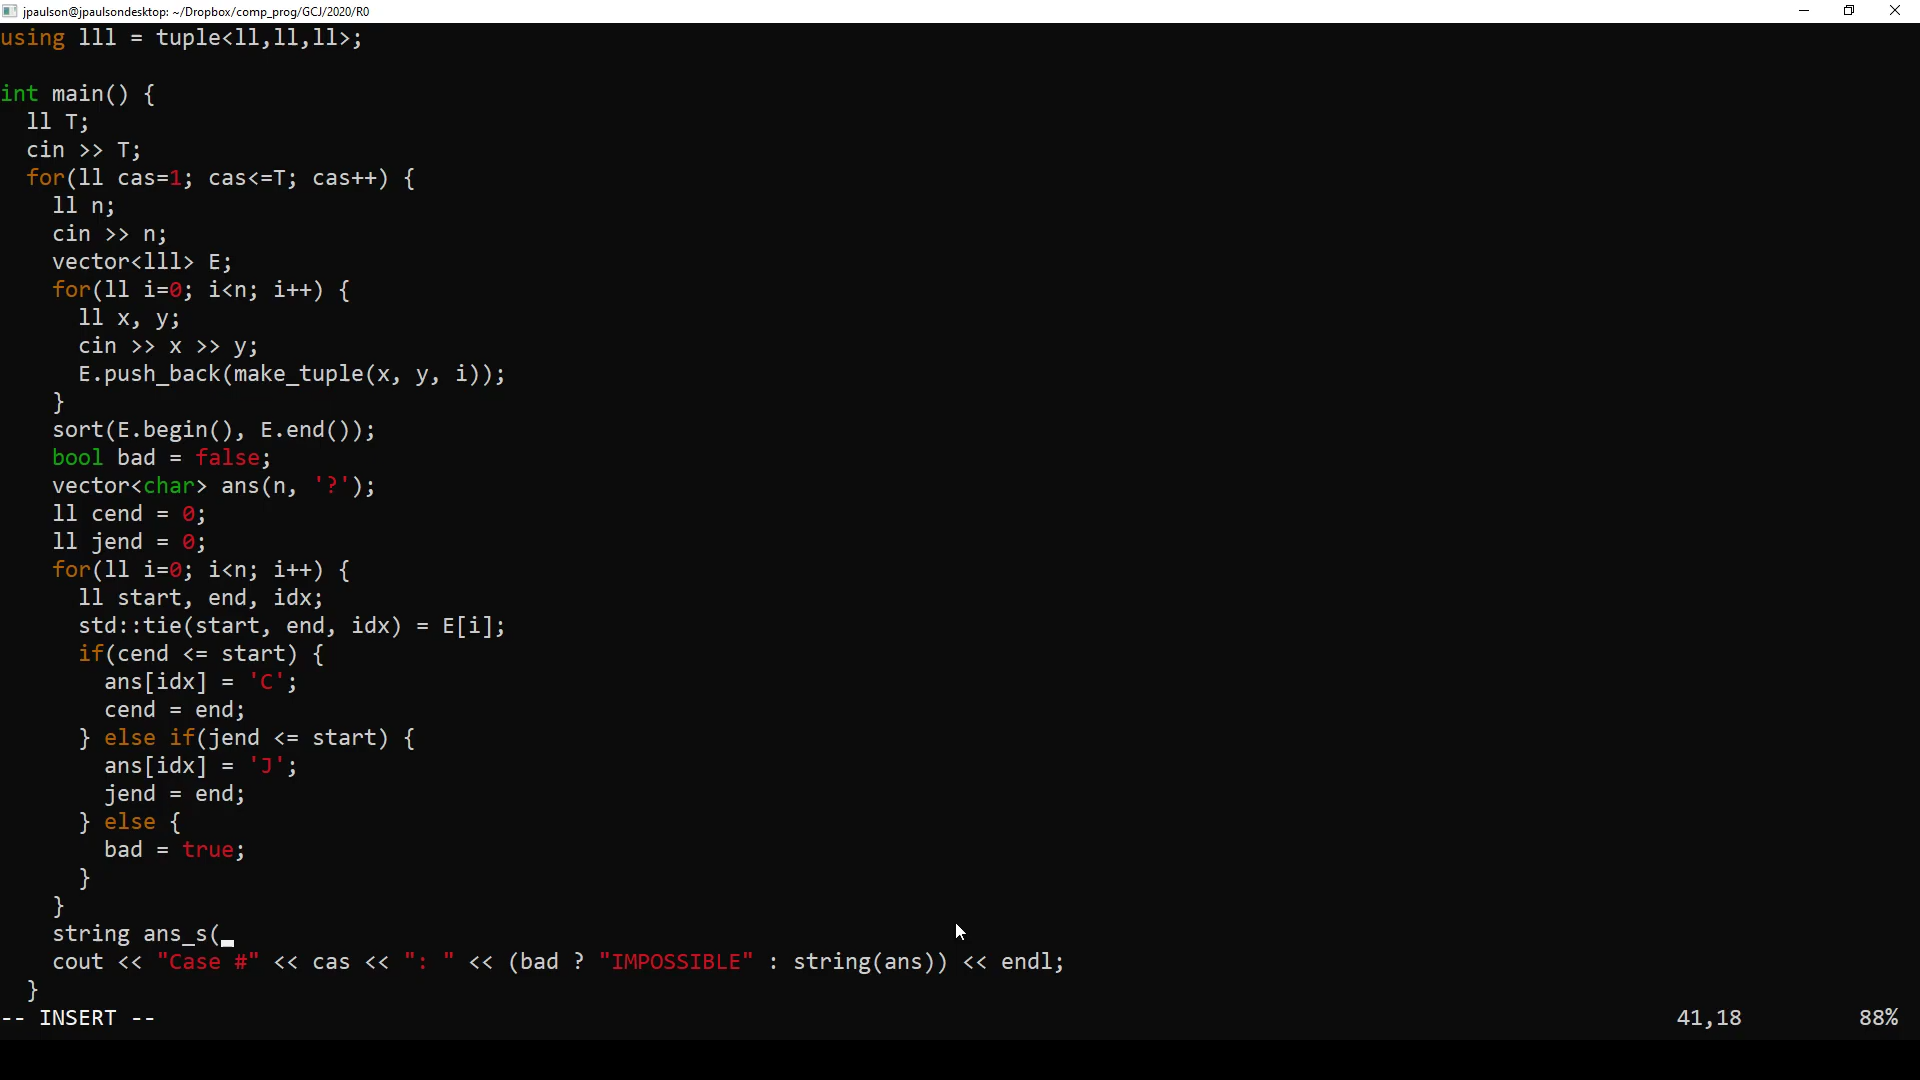 jpaulson@jpaulsondesktop: ~/Dropbox/comp_prog/GCJ/2020/R0
using lll = tuple<ll,ll,ll>;
int main() {
  ll T;
  cin >> T;
  for(ll cas=1; cas<=T; cas++) {
    ll n;
    cin >> n;
    vector<lll> E;
    for(ll i=0; i<n; i++) {
      ll x, y;
      cin >> x >> y;
      E.push_back(make_tuple(x, y, i));
    }
    sort(E.begin(), E.end());
    bool bad = false;
    vector<char> ans(n, '?');
    ll cend = 0;
    ll jend = 0;
    for(ll i=0; i<n; i++) {
      ll start, end, idx;
      std::tie(start, end, idx) = E[i];
      if(cend <= start) {
        ans[idx] = 'C';
        cend = end;
      } else if(jend <= start) {
        ans[idx] = 'J';
        jend = end;
      } else {
        bad = true;
      }
    }
    string ans_s(
    cout << "Case #" << cas << ": " << (bad ? "IMPOSSIBLE" : string(ans)) << endl;
  }
-- INSERT -- 41,18 88%